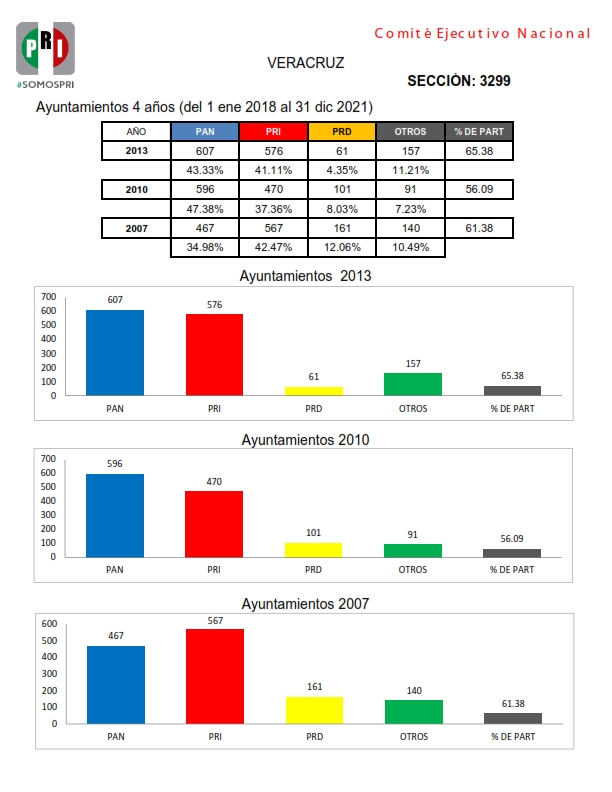 PRI
#SOMOSPRI
Comité Ejecutivo Nacional
VERACRUZ
SECCIÓN: 3299
Ayuntamientos 4 años (del 1 ene 2018 al 31 dic 2021)
AÑO PAN PRI PRD OTROS % DE PART
2013 607 576 61 157 65.38
43.33% 41.11% 4.35% 11.21%
2010 596 470 101 91 56.09
47.38% 37.36% 8.03% 7.23%
2007 467 567 161 140 61.38
34.98% 42.47% 12.06% 10.49%
Ayuntamientos 2013
700
600
500
400
300
200
100
0
607 576 61 157 65.38
PAN PRI PRD OTROS % DE PART
Ayuntamientos 2010
700
600
500
400
300
200
100
0
596 470 101 91 56.09
PAN PRI PRD OTROS % DE PART
Ayuntamientos 2007
600
500
400
300
200
100
0
467 567 161 140 61.38
PAN PRI PRD OTROS % DE PART